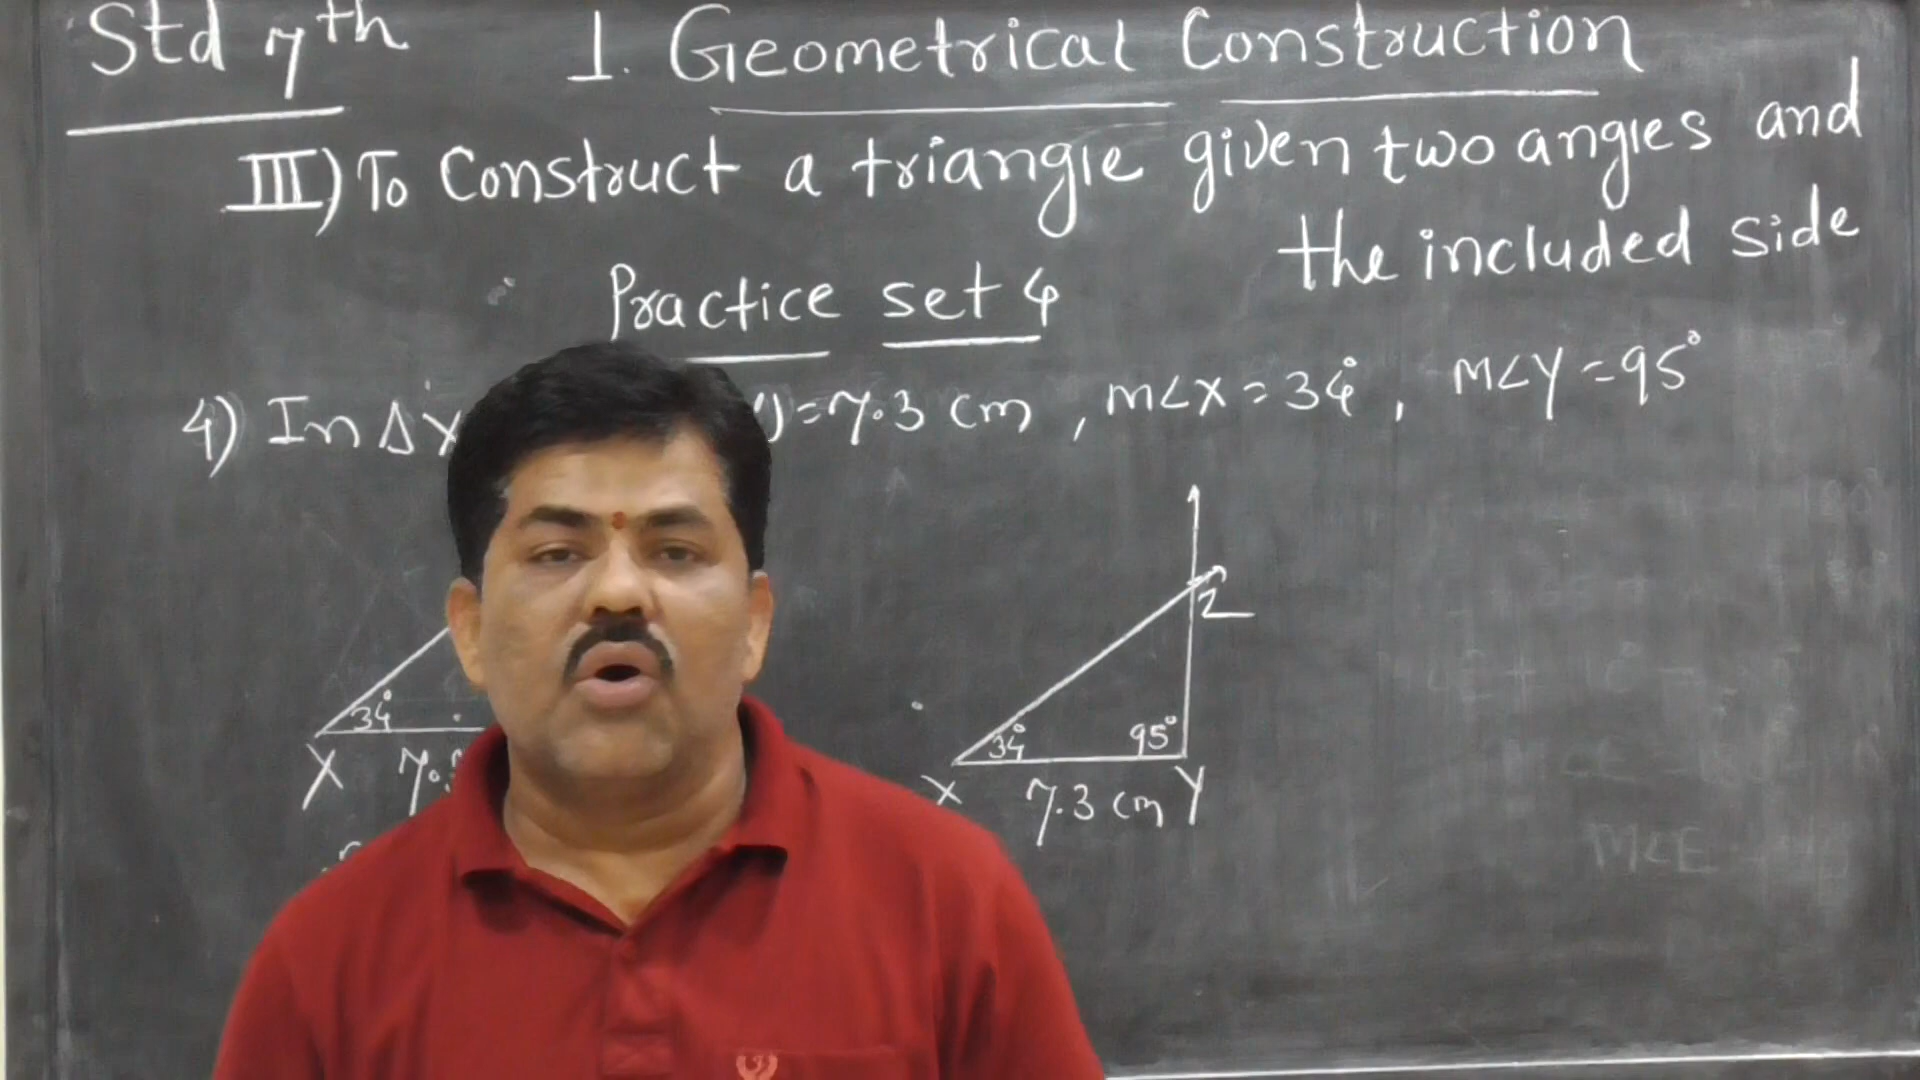 Std 7th 1. Geometrical Construction
III) To Construct a triangle given two angles and
the included side
Practice set 4
4) In Δ =7.3 cm, m∠X = 34°, m∠Y = 95°
Z
34° 34° 95°
X X 7.3 cm Y